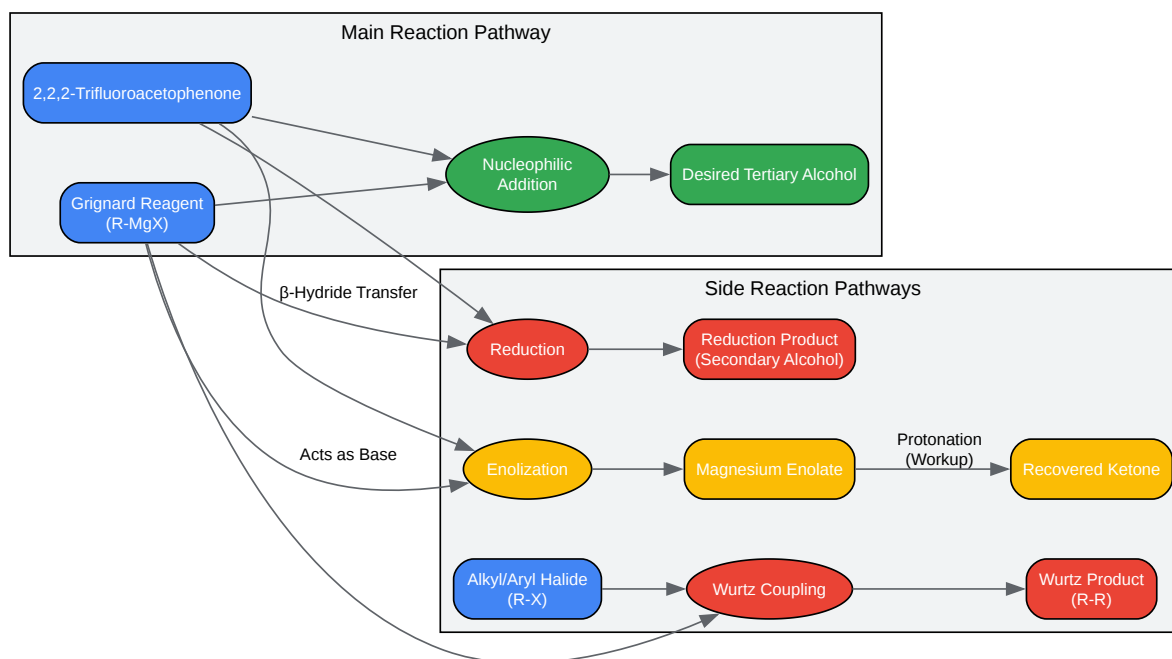 Main Reaction Pathway
2,2,2-Trifluoroacetophenone
Nucleophilic
Addition
Desired Tertiary Alcohol
Grignard Reagent
(R-MgX)
Side Reaction Pathways
β-Hydride Transfer
Reduction
Reduction Product
(Secondary Alcohol)
Acts as Base
Enolization
Magnesium Enolate
Protonation
(Workup)
Recovered Ketone
Alkyl/Aryl Halide
(R-X)
Wurtz Coupling
Wurtz Product
(R-R)